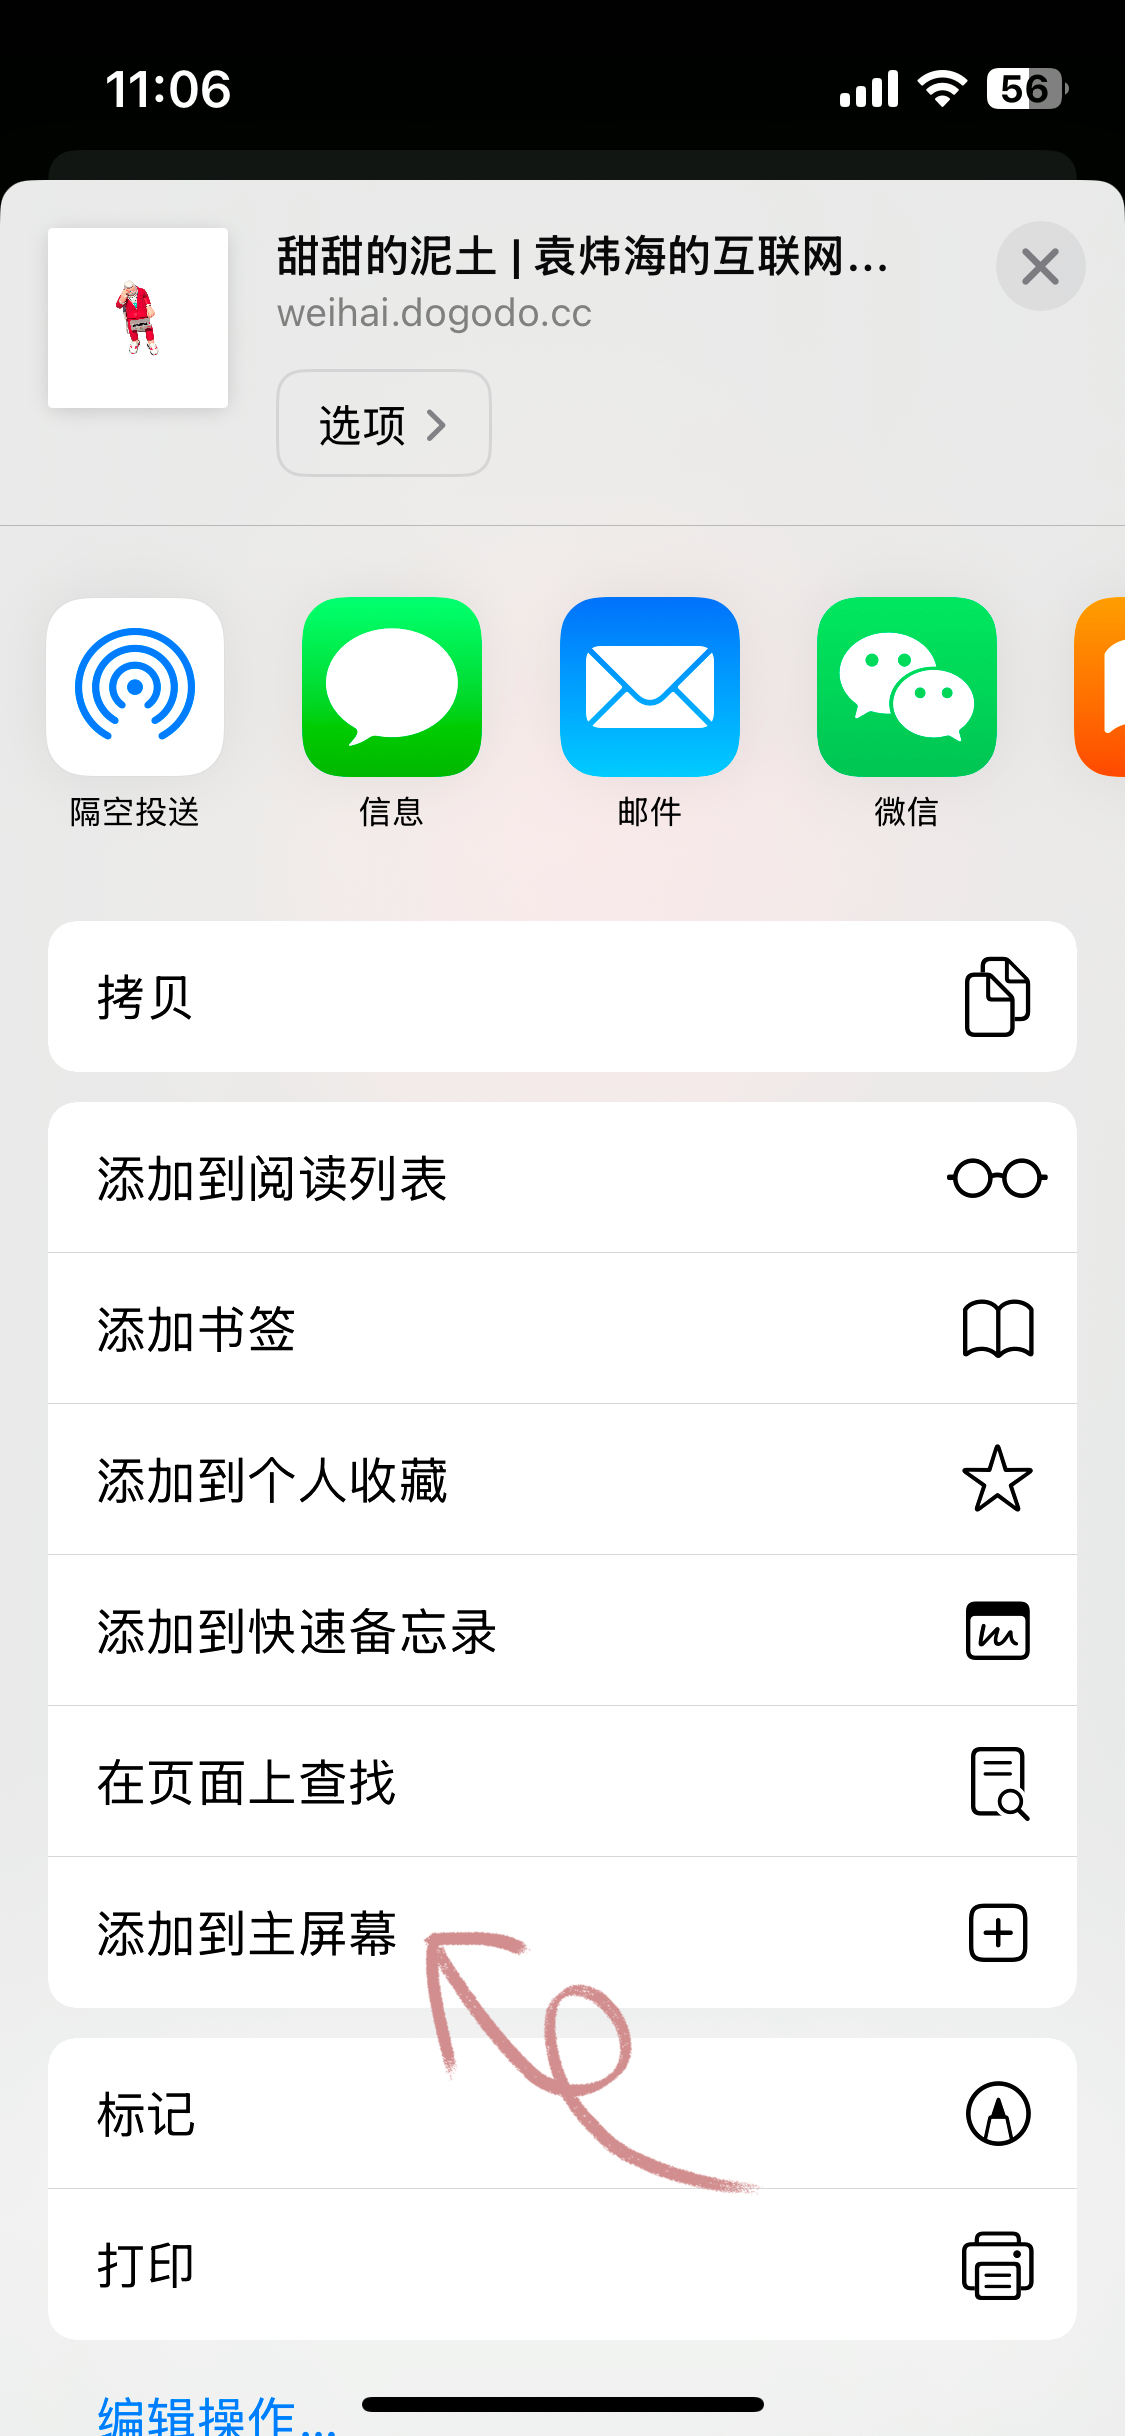 11:06
56
甜甜的泥土 | 袁炜海的互联网...
weihai.dogodo.cc
选项
隔空投送
信息
邮件
微信
拷贝
添加到阅读列表
添加书签
添加到个人收藏
添加到快速备忘录
在页面上查找
添加到主屏幕
标记
打印
编辑操作...